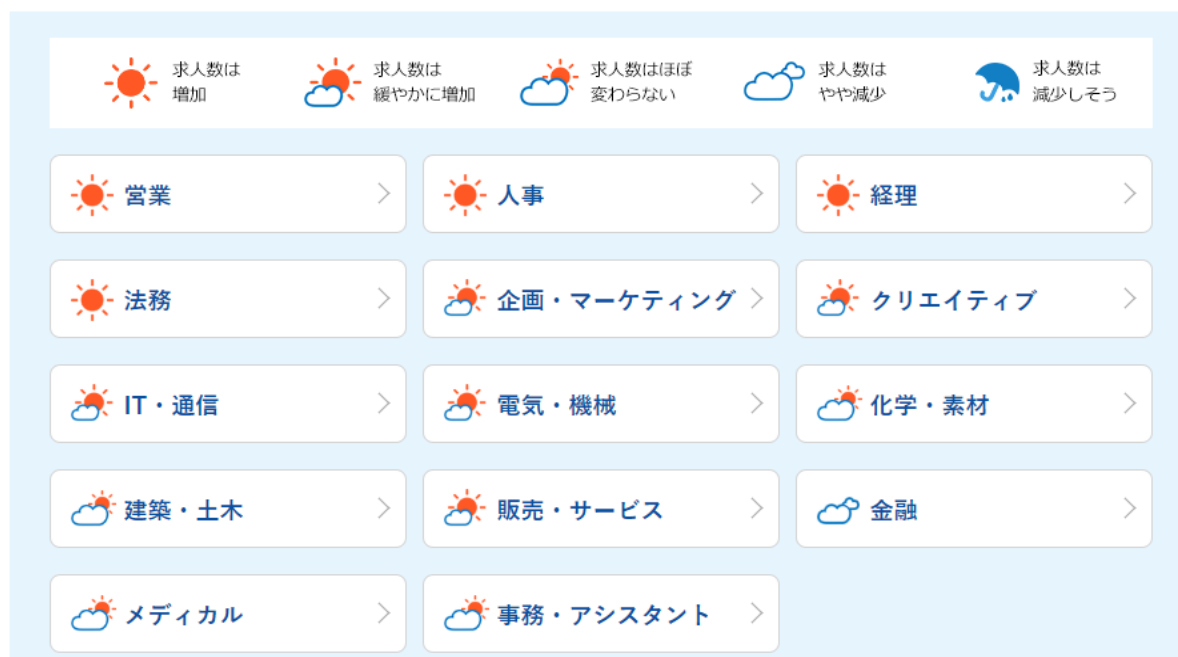 求人数は
増加
求人数は
緩やかに増加
求人数はほぼ
変わらない
求人数は
やや減少
求人数は
減少しそう
営業
人事
経理
法務
企画・マーケティング
クリエイティブ
IT・通信
電気・機械
化学・素材
建築・土木
販売・サービス
金融
メディカル
事務・アシスタント